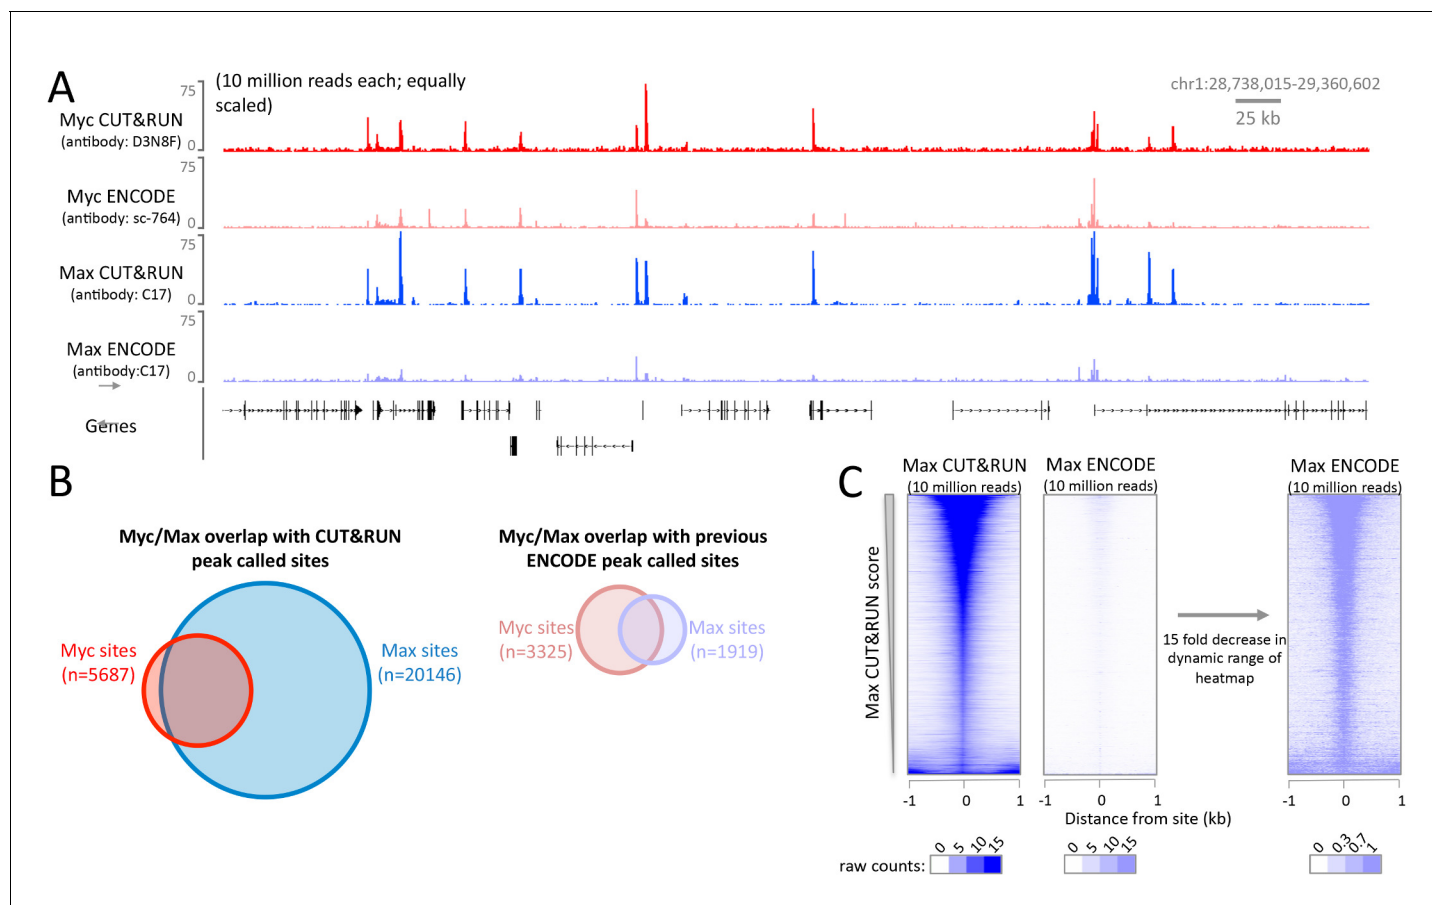 A
(10 million reads each; equally
scaled)
chr1:28,738,015-29,360,602
25 kb
75
Myc CUT&RUN
(antibody: D3N8F)
0
75
Myc ENCODE
(antibody: sc-764)
0
75
Max CUT&RUN
(antibody: C17)
0
75
Max ENCODE
(antibody:C17)
0
Genes
B
Myc/Max overlap with CUT&RUN
peak called sites
Myc sites
(n=5687)
Max sites
(n=20146)
Myc/Max overlap with previous
ENCODE peak called sites
Myc sites
(n=3325)
Max sites
(n=1919)
C
Max CUT&RUN
(10 million reads)
Max ENCODE
(10 million reads)
Max ENCODE
(10 million reads)
Max CUT&RUN score
15 fold decrease in
dynamic range of
heatmap
-1 0 1
-1 0 1
-1 0 1
Distance from site (kb)
raw counts:
0 5 10 15
0 5 10 15
0 0.3 0.7 1